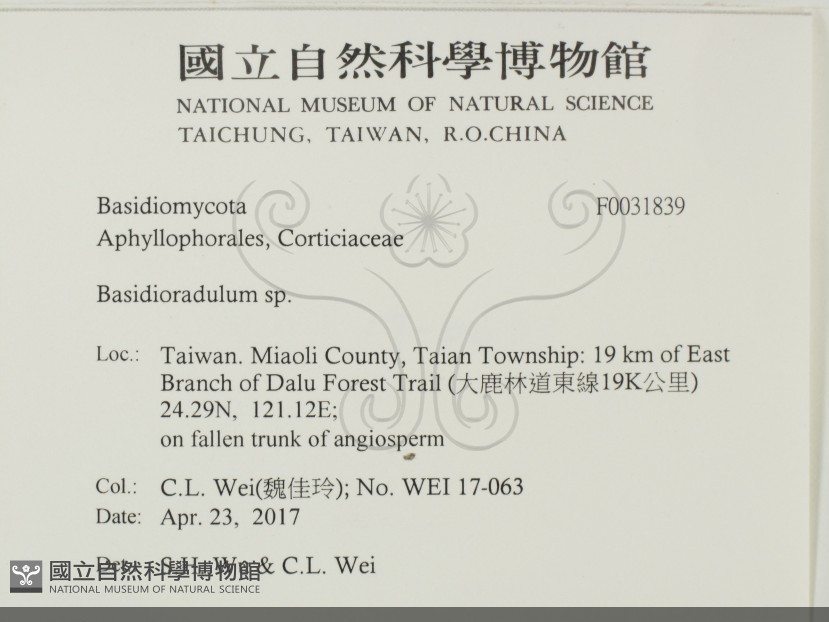 國立自然科學博物館
NATIONAL MUSEUM OF NATURAL SCIENCE
TAICHUNG, TAIWAN, R.O.CHINA
Basidiomycota F0031839
Aphyllophorales, Corticiaceae
Basidioradulum sp.
Loc.: Taiwan. Miaoli County, Taian Township: 19 km of East
Branch of Dalu Forest Trail (大鹿林道東線19K公里)
24.29N, 121.12E;
on fallen trunk of angiosperm
Col.: C.L. Wei(魏佳玲); No. WEI 17-063
Date: Apr. 23, 2017
Det.: S.H. Wu & C.L. Wei
國立自然科學博物館
NATIONAL MUSEUM OF NATURAL SCIENCE